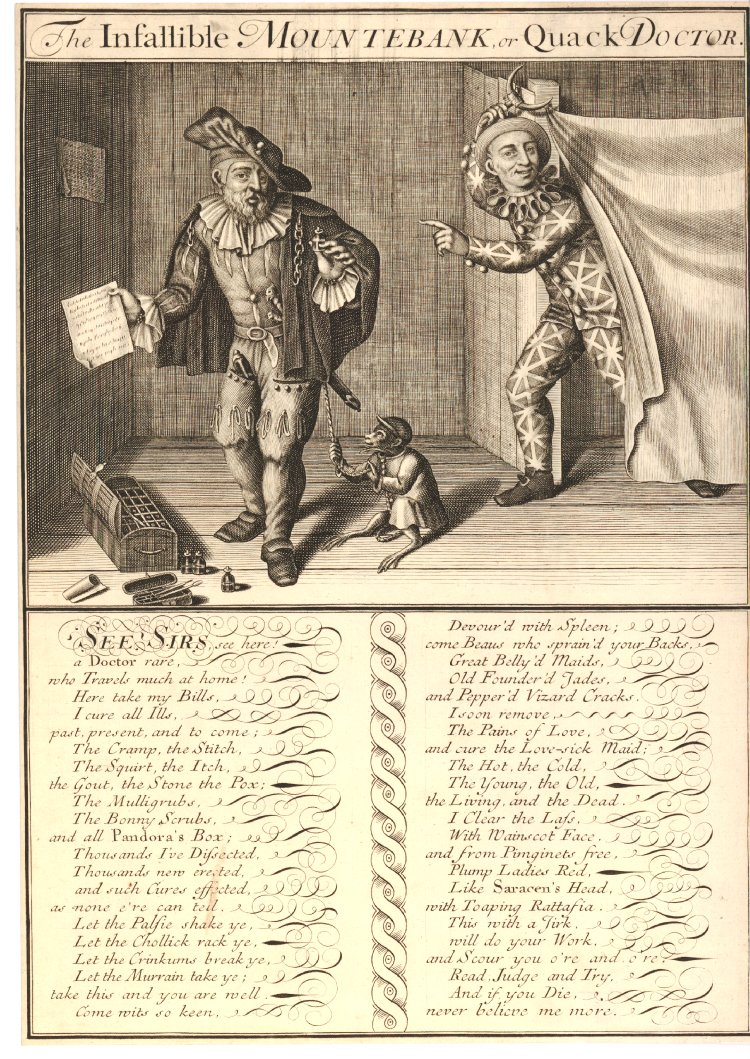 The Infallible MOUNTEBANK, or Quack DOCTOR.
SEE SIRS, see here!
a Doctor rare,
who Travels much at home!
Here take my Bills,
I cure all Ills,
past, present, and to come;
The Cramp, the Stitch,
The Squirt, the Itch,
the Gout, the Stone the Pox;
The Mulligrubs,
The Bonny Scrubs,
and all Pandora's Box;
Thousands I've Dissected,
Thousands new erected,
and such Cures effected,
as none e're can tell.
Let the Palsie shake ye,
Let the Chollick rack ye,
Let the Crinkums break ye,
Let the Murrain take ye;
take this and you are well.
Come wits so keen,
Devour'd with Spleen;
come Beaus who sprain'd your Backs,
Great Belly'd Maids,
Old Founder'd Jades,
and Pepper'd Vizard Cracks.
I soon remove,
The Pains of Love,
and cure the Love-sick Maid;
The Hot, the Cold,
The Young, the Old,
the Living, and the Dead.
I Clear the Lass,
With Wainscot Face,
and from Pimginets free,
Plump Ladies Red,
Like Saracen's Head,
with Toaping Rattafia.
This with a Jirk,
will do your Work,
and Scour you o're and o're;
Read, Judge and Try,
And if you Die,
never believe me more.